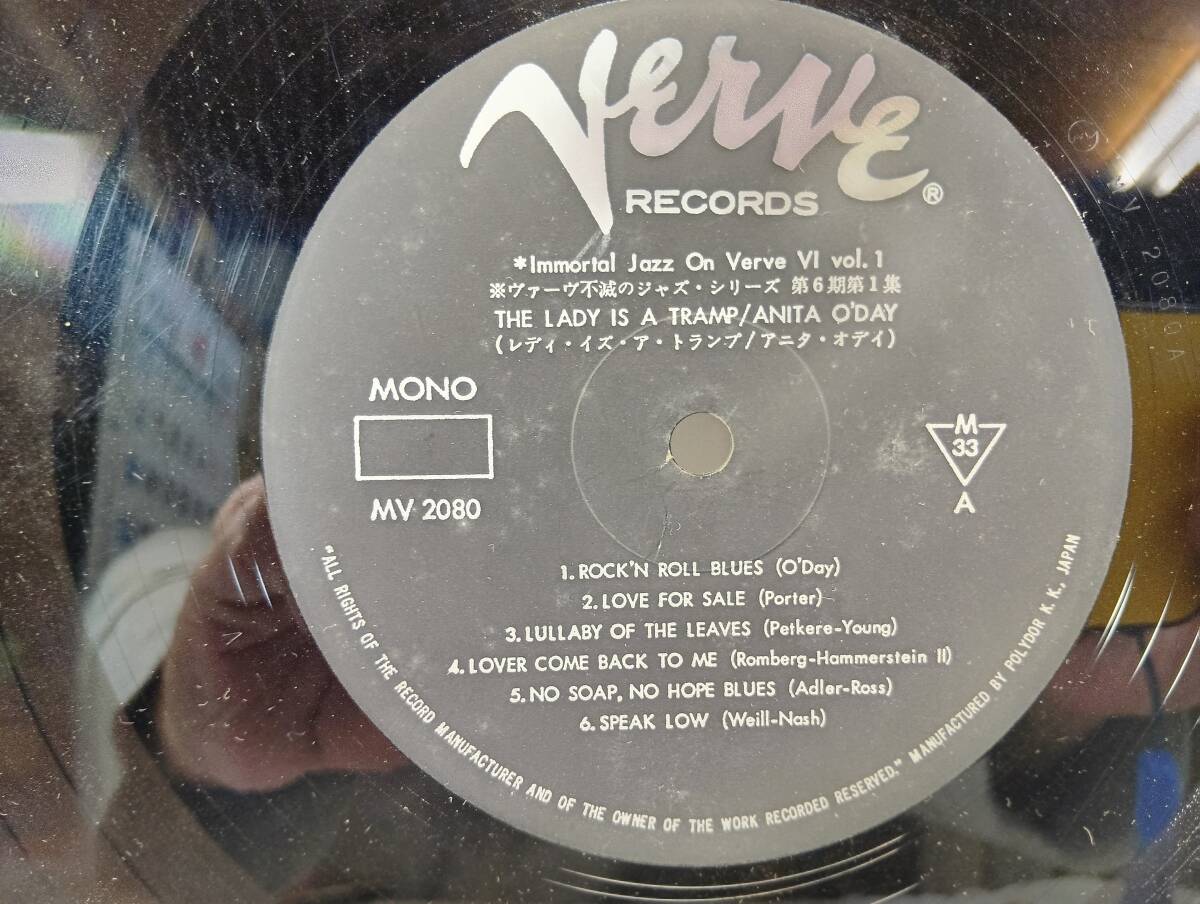 Verve®
RECORDS
*Immortal Jazz On Verve VI vol.1
※ヴァーヴ不滅のジャズ・シリーズ 第6期第1集
THE LADY IS A TRAMP/ANITA O'DAY
(レディ・イズ・ア・トランプ/アニタ・オデイ)
MONO
MV 2080
M
33
A
1. ROCK'N ROLL BLUES (O'Day)
2. LOVE FOR SALE (Porter)
3. LULLABY OF THE LEAVES (Petkere-Young)
4. LOVER COME BACK TO ME (Romberg-Hammerstein II)
5. NO SOAP, NO HOPE BLUES (Adler-Ross)
6. SPEAK LOW (Weill-Nash)
"ALL RIGHTS OF THE RECORD MANUFACTURER AND OF THE OWNER OF THE WORK RECORDED RESERVED." MANUFACTURED BY POLYDOR K. K., JAPAN
MV 2080 A